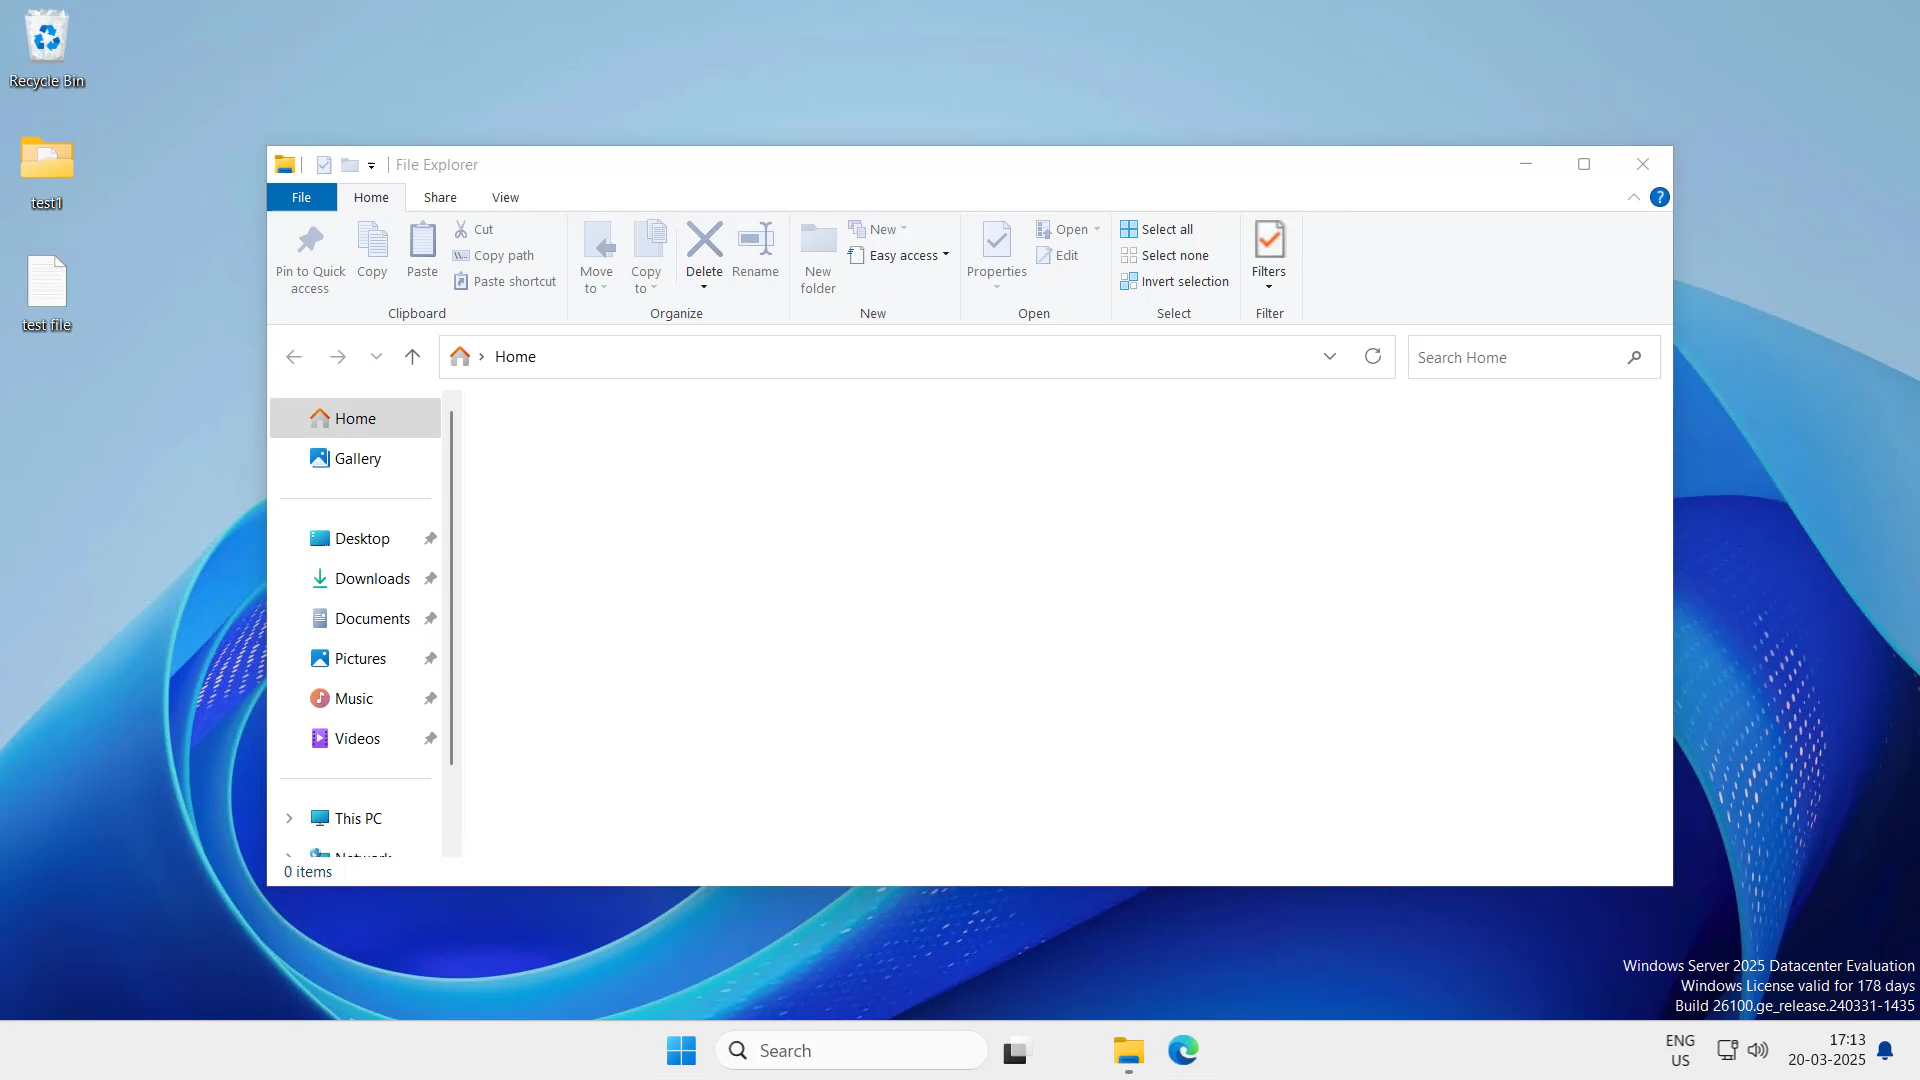 Recycle Bin
test1
test file
File Explorer
File
Home
Share
View
?
Pin to Quick access
Copy
Paste
Cut
Copy path
Paste shortcut
Clipboard
Move to
Copy to
Delete
Rename
Organize
New folder
New
Easy access
New
Properties
Open
Edit
Open
Select all
Select none
Invert selection
Select
Filters
Filter
Home
Search Home
Home
Gallery
Desktop
Downloads
Documents
Pictures
Music
Videos
This PC
Network
0 items
Windows Server 2025 Datacenter Evaluation
Windows License valid for 178 days
Build 26100.ge_release.240331-1435
Search
ENG
US
17:13
20-03-2025